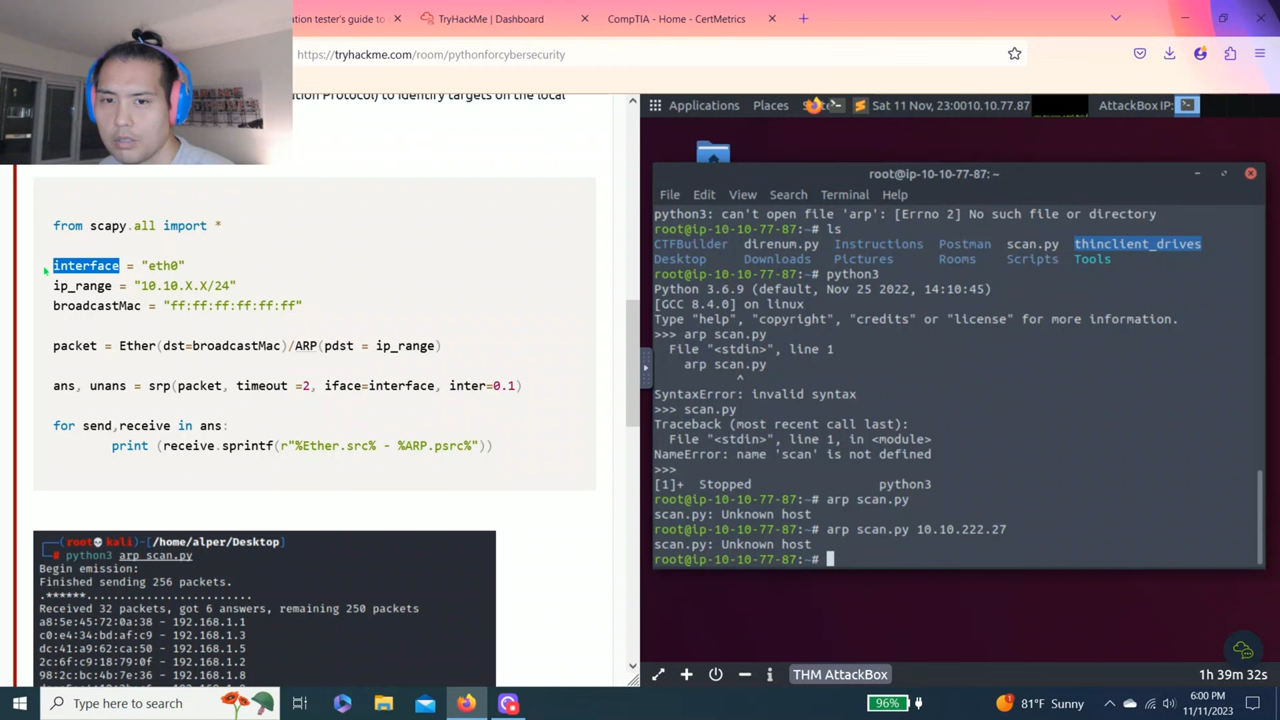 ation tester's guide to
TryHackMe | Dashboard
CompTIA - Home - CertMetrics
https://tryhackme.com/room/pythonforcybersecurity
tion Protocol) to identify targets on the local
from scapy.all import *
interface = "eth0"
ip_range = "10.10.X.X/24"
broadcastMac = "ff:ff:ff:ff:ff:ff"
packet = Ether(dst=broadcastMac)/ARP(pdst = ip_range)
ans, unans = srp(packet, timeout =2, iface=interface, inter=0.1)
for send,receive in ans:
print (receive.sprintf(r"%Ether.src% - %ARP.psrc%"))
(root kali)-[/home/alper/Desktop]
# python3 arp_scan.py
Begin emission:
Finished sending 256 packets.
.******........................
Received 32 packets, got 6 answers, remaining 250 packets
a8:5e:45:72:0a:38 - 192.168.1.1
c0:e4:34:bd:af:c9 - 192.168.1.3
dc:41:a9:62:ca:50 - 192.168.1.5
2c:6f:c9:18:79:0f - 192.168.1.2
98:2c:bc:4b:7e:36 - 192.168.1.8
Applications Places Sat 11 Nov, 23:00 10.10.77.87 AttackBox IP:
root@ip-10-10-77-87: ~
File Edit View Search Terminal Help
python3: can't open file 'arp': [Errno 2] No such file or directory
root@ip-10-10-77-87:~# ls
CTFBuilder direnum.py Instructions Postman scan.py thinclient_drives
Desktop Downloads Pictures Rooms Scripts Tools
root@ip-10-10-77-87:~# python3
Python 3.6.9 (default, Nov 25 2022, 14:10:45)
[GCC 8.4.0] on linux
Type "help", "copyright", "credits" or "license" for more information.
>>> arp scan.py
File "<stdin>", line 1
arp scan.py
^
SyntaxError: invalid syntax
>>> scan.py
Traceback (most recent call last):
File "<stdin>", line 1, in <module>
NameError: name 'scan' is not defined
>>>
[1]+ Stopped python3
root@ip-10-10-77-87:~# arp scan.py
scan.py: Unknown host
root@ip-10-10-77-87:~# arp scan.py 10.10.222.27
scan.py: Unknown host
root@ip-10-10-77-87:~#
THM AttackBox
1h 39m 32s
Type here to search
96%
81°F Sunny
6:00 PM
11/11/2023